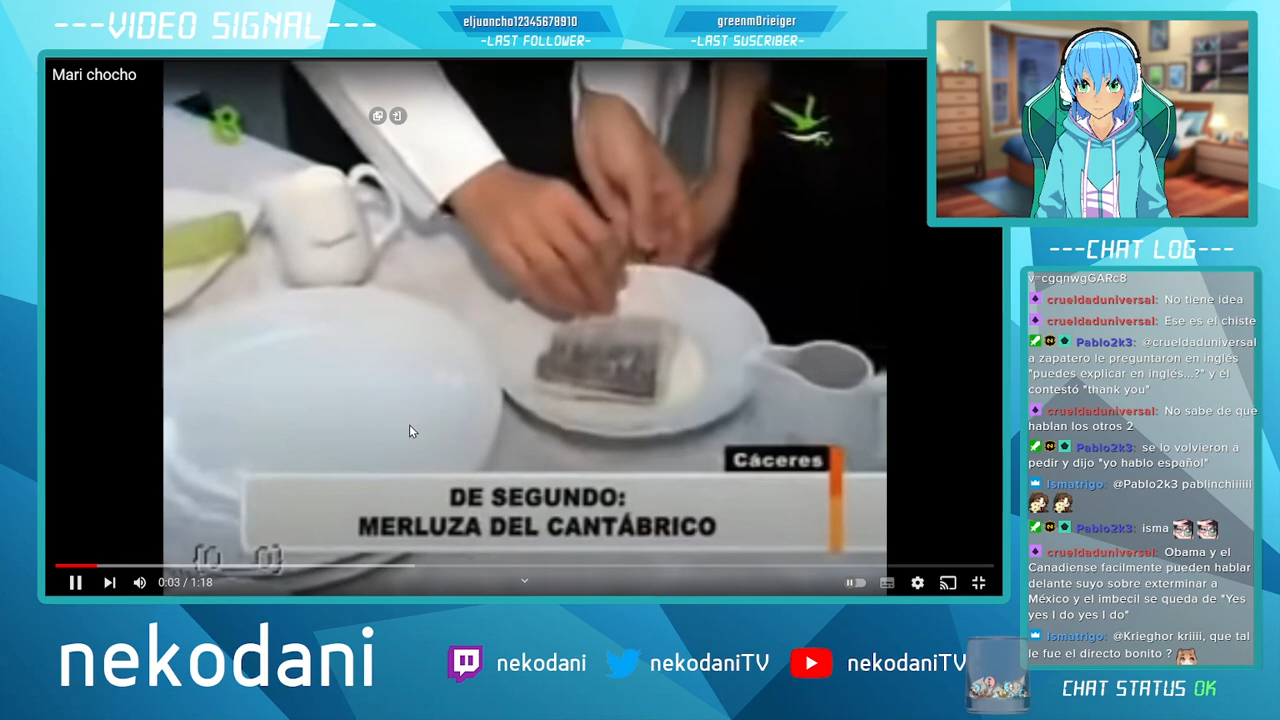 ---VIDEO SIGNAL---
eljuancho12345678910
-LAST FOLLOWER-
greenm0rieiger
-LAST SUSCRIBER-
Mari chocho
8
TV
Cáceres
DE SEGUNDO:
MERLUZA DEL CANTÁBRICO
0:03 / 1:18
---CHAT LOG---
v=cgqnwgGARc8
crueldaduniversal: No tiene idea
crueldaduniversal: Ese es el chiste
Pablo2k3: @crueldaduniversal
a zapatero le preguntaron en inglés
"puedes explicar en inglés...?" y él
contestó "thank you"
crueldaduniversal: No sabe de que
hablan los otros 2
Pablo2k3: se lo volvieron a
pedir y dijo "yo hablo español"
Ismatrigo: @Pablo2k3 pablinchiiiiii
Pablo2k3: isma
crueldaduniversal: Obama y el
Canadiense facilmente pueden hablar
delante suyo sobre exterminar a
México y el imbecil se queda de "Yes
yes I do yes I do"
Ismatrigo: @Krieghor kriiii, que tal
le fue el directo bonito ?
CHAT STATUS OK
nekodani
nekodani
nekodaniTV
nekodaniTV